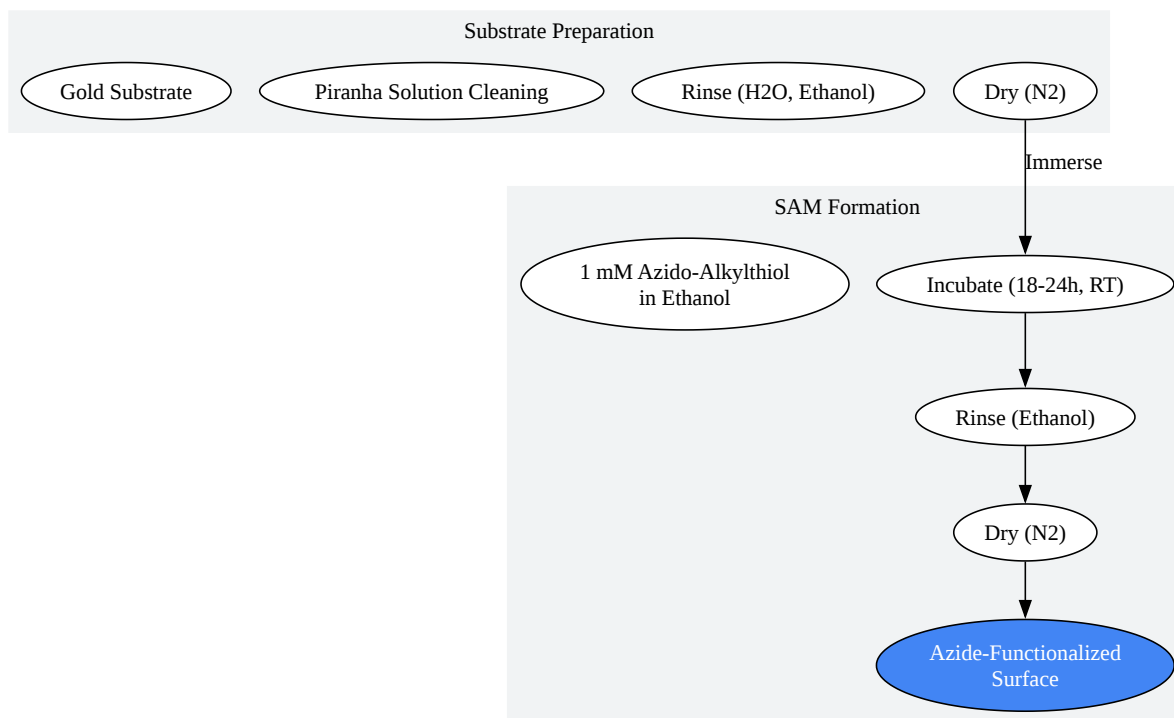 Substrate Preparation
Gold Substrate
Piranha Solution Cleaning
Rinse (H2O, Ethanol)
Dry (N2)
Immerse
SAM Formation
1 mM Azido-Alkylthiol
in Ethanol
Incubate (18-24h, RT)
Rinse (Ethanol)
Dry (N2)
Azide-Functionalized
Surface